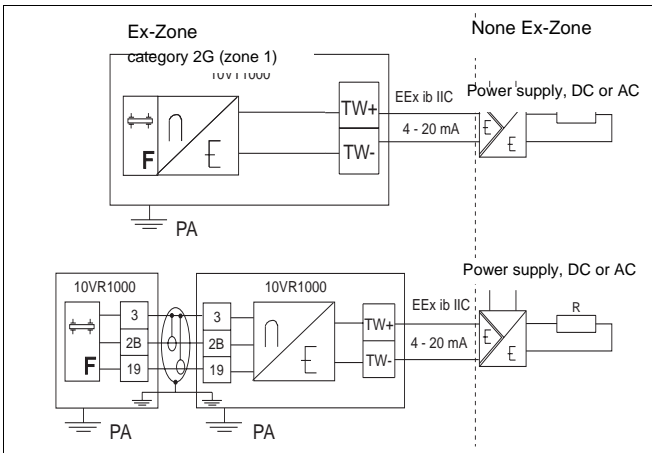 Ex-Zone
None Ex-Zone
category 2G (zone 1)
10VT1000
Power supply, DC or AC
EEx ib IIC
TW+
4 - 20 mA
TW-
F
PA
Power supply, DC or AC
10VR1000
10VR1000
EEx ib IIC
R
3
3
TW+
2B
2B
4 - 20 mA
TW-
F
19
19
PA
PA